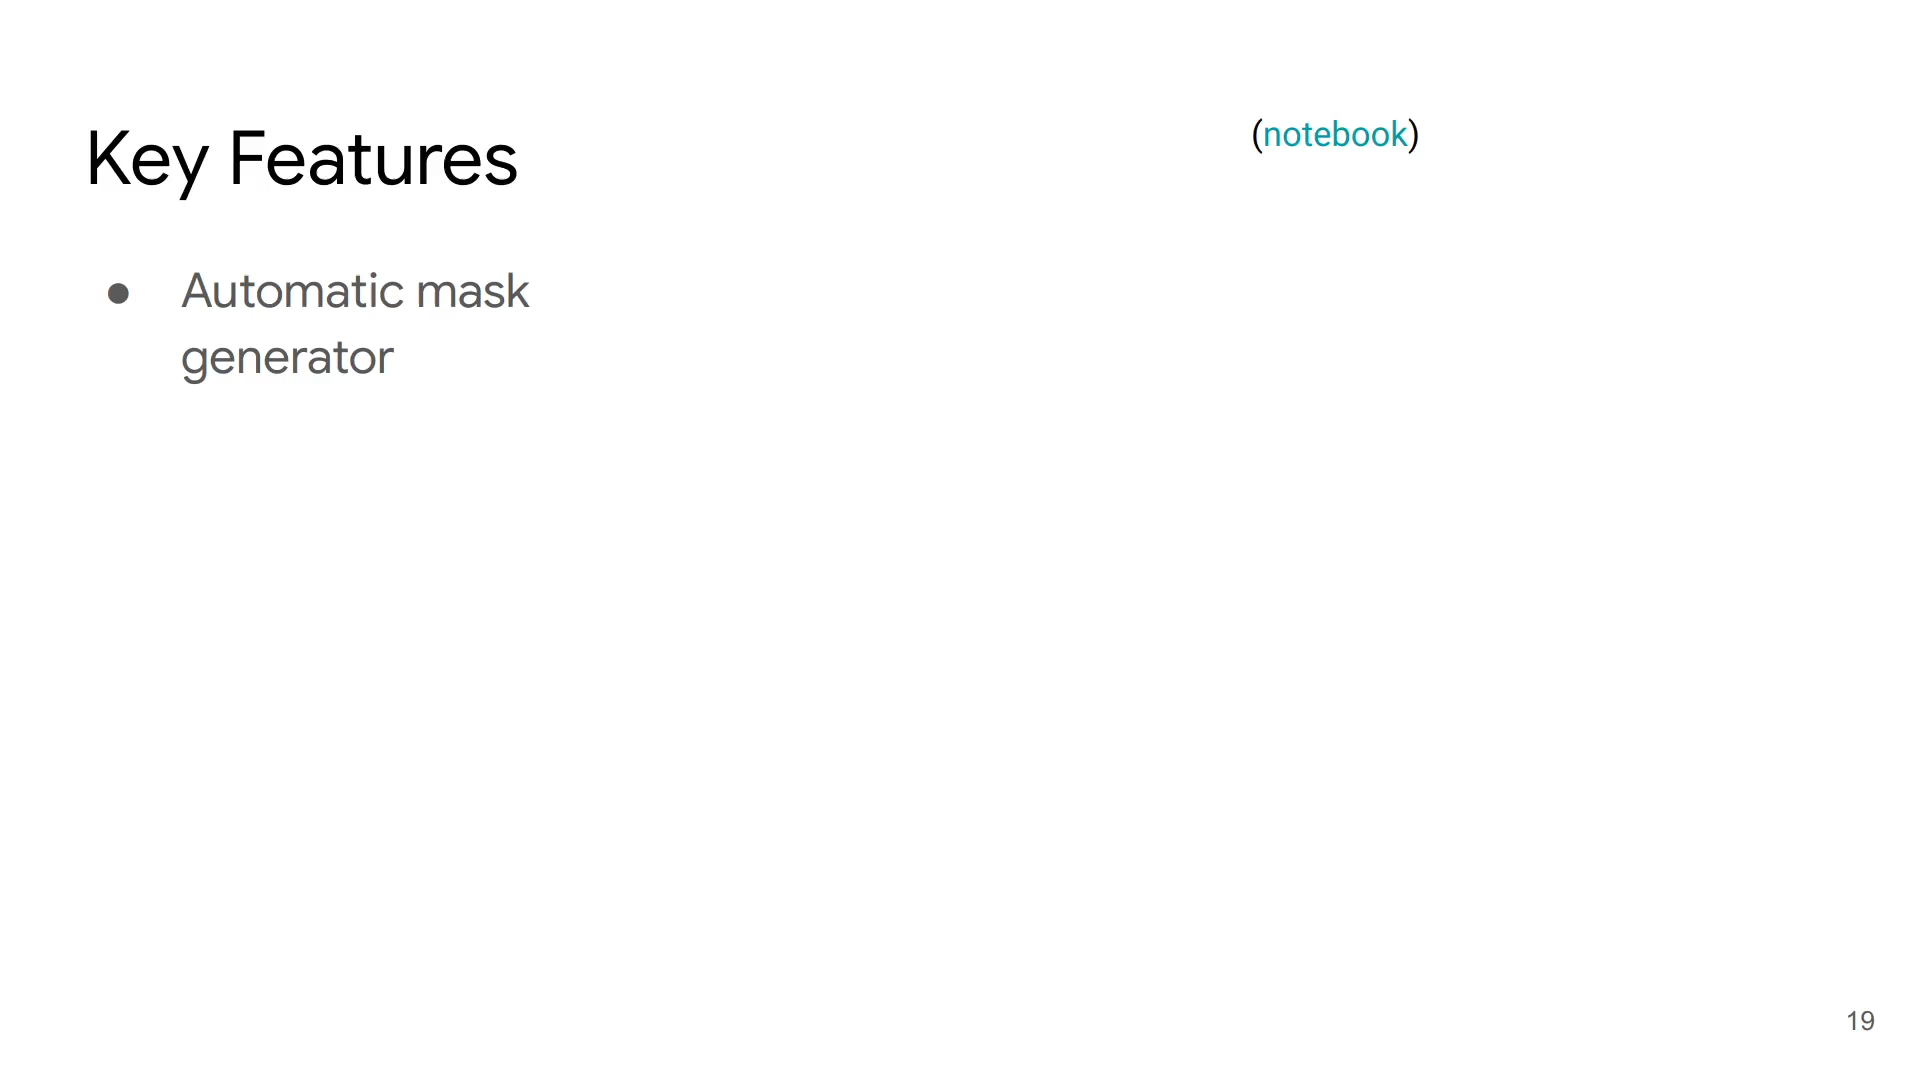 Key Features
(notebook)
● Automatic mask
generator
19